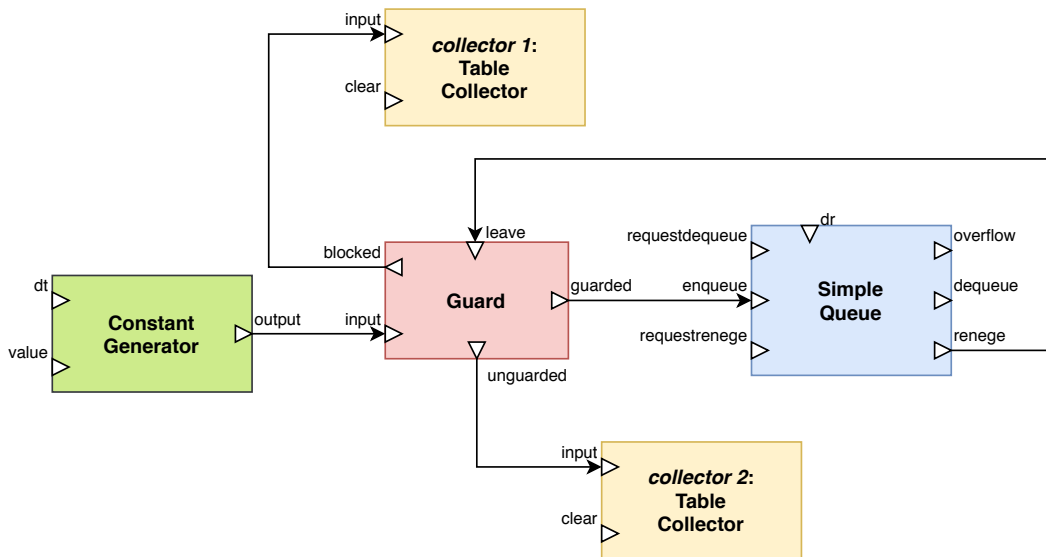 input
collector 1:
Table
Collector
clear
leave
blocked
Guard
guarded
input
unguarded
dt
Constant
Generator
output
value
dr
requestdequeue
overflow
enqueue
Simple
Queue
dequeue
requestrenege
renege
input
collector 2:
Table
Collector
clear